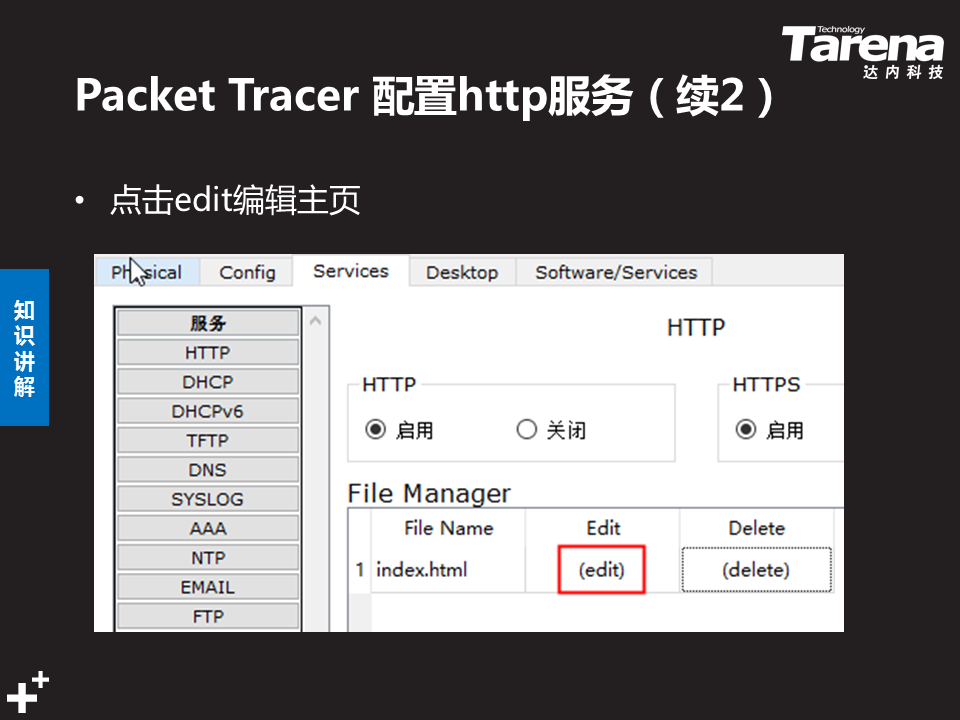 Technology
Tarena
达内科技
Packet Tracer 配置http服务（续2）
• 点击edit编辑主页
知识讲解
Physical Config Services Desktop Software/Services
服务
HTTP
DHCP
DHCPv6
TFTP
DNS
SYSLOG
AAA
NTP
EMAIL
FTP
HTTP
HTTP HTTPS
启用 关闭 启用
File Manager
File Name Edit Delete
1 index.html (edit) (delete)